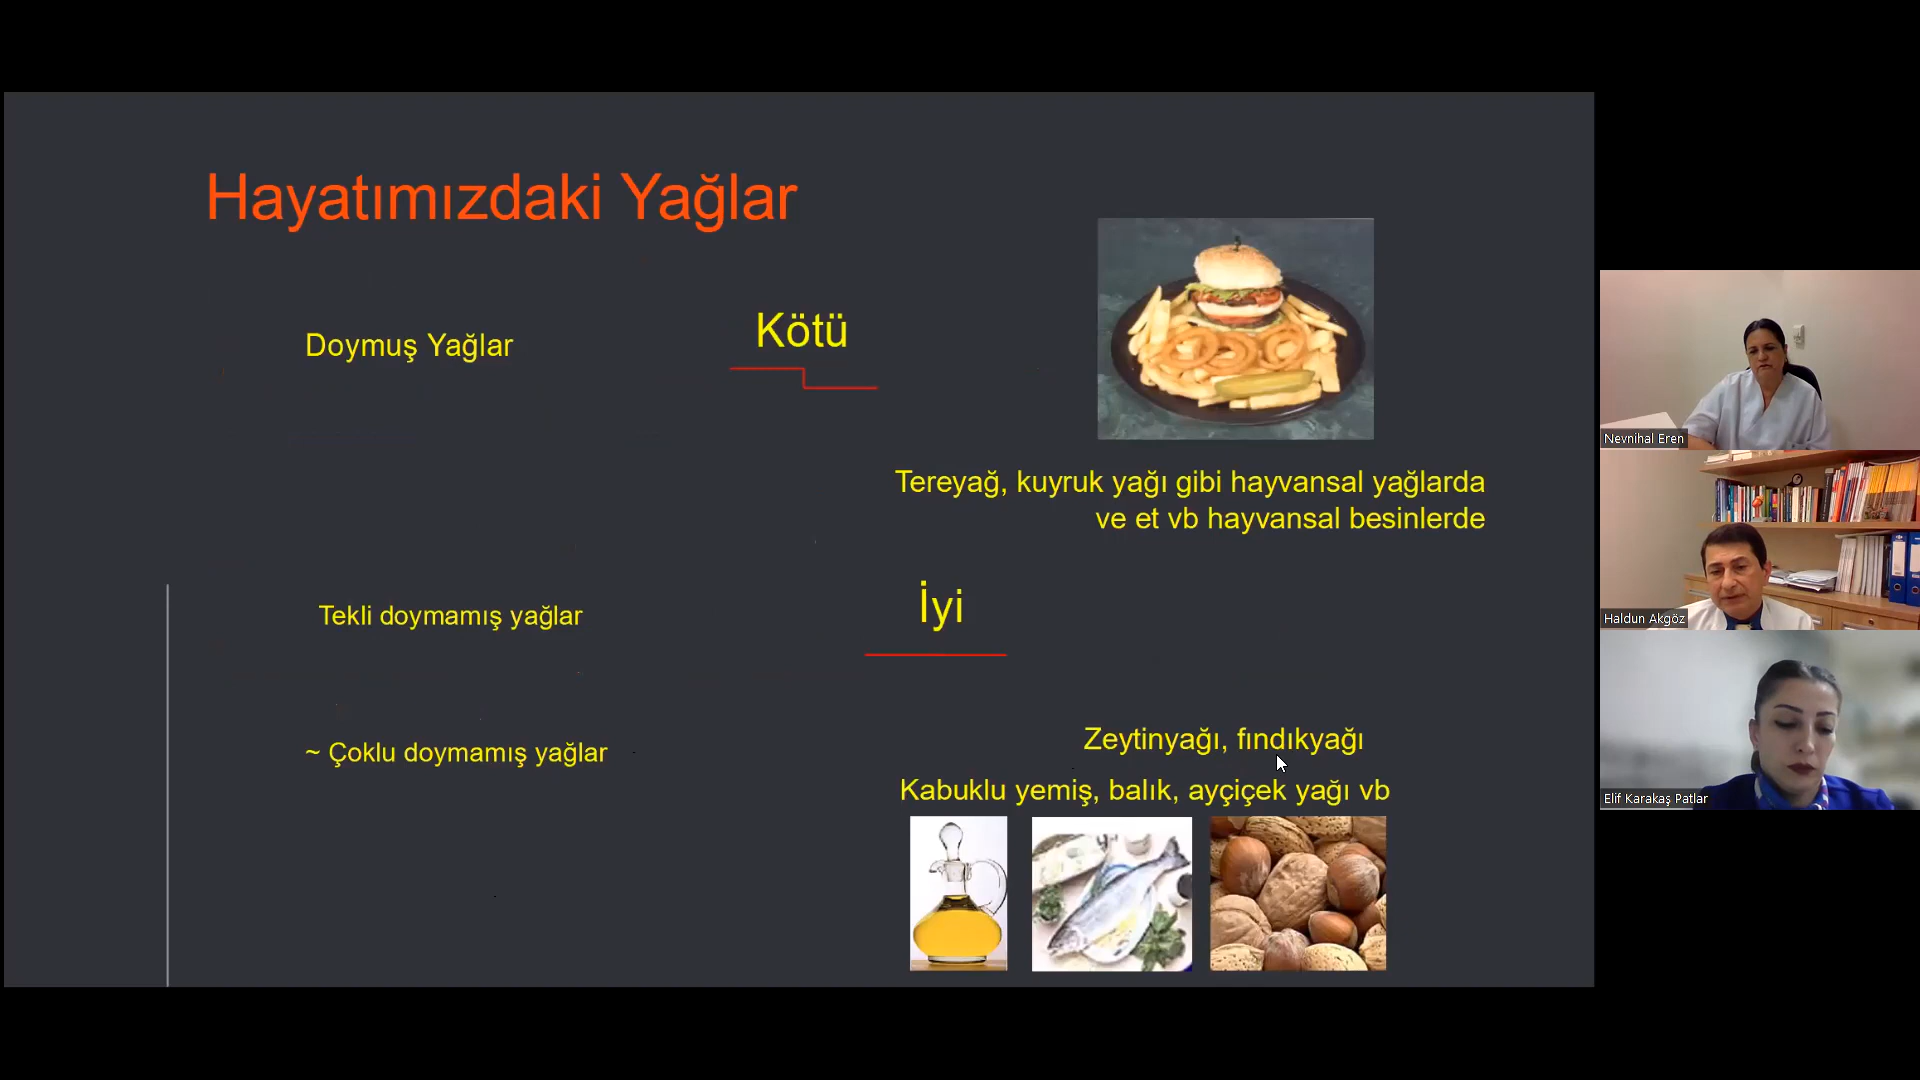 Hayatımızdaki Yağlar
Doymuş Yağlar
Kötü
Tereyağ, kuyruk yağı gibi hayvansal yağlarda
ve et vb hayvansal besinlerde
Tekli doymamış yağlar
İyi
~ Çoklu doymamış yağlar
Zeytinyağı, fındıkyağı
Kabuklu yemiş, balık, ayçiçek yağı vb
Nevnihal Eren
Haldun Akgöz
Elif Karakaş Patlar